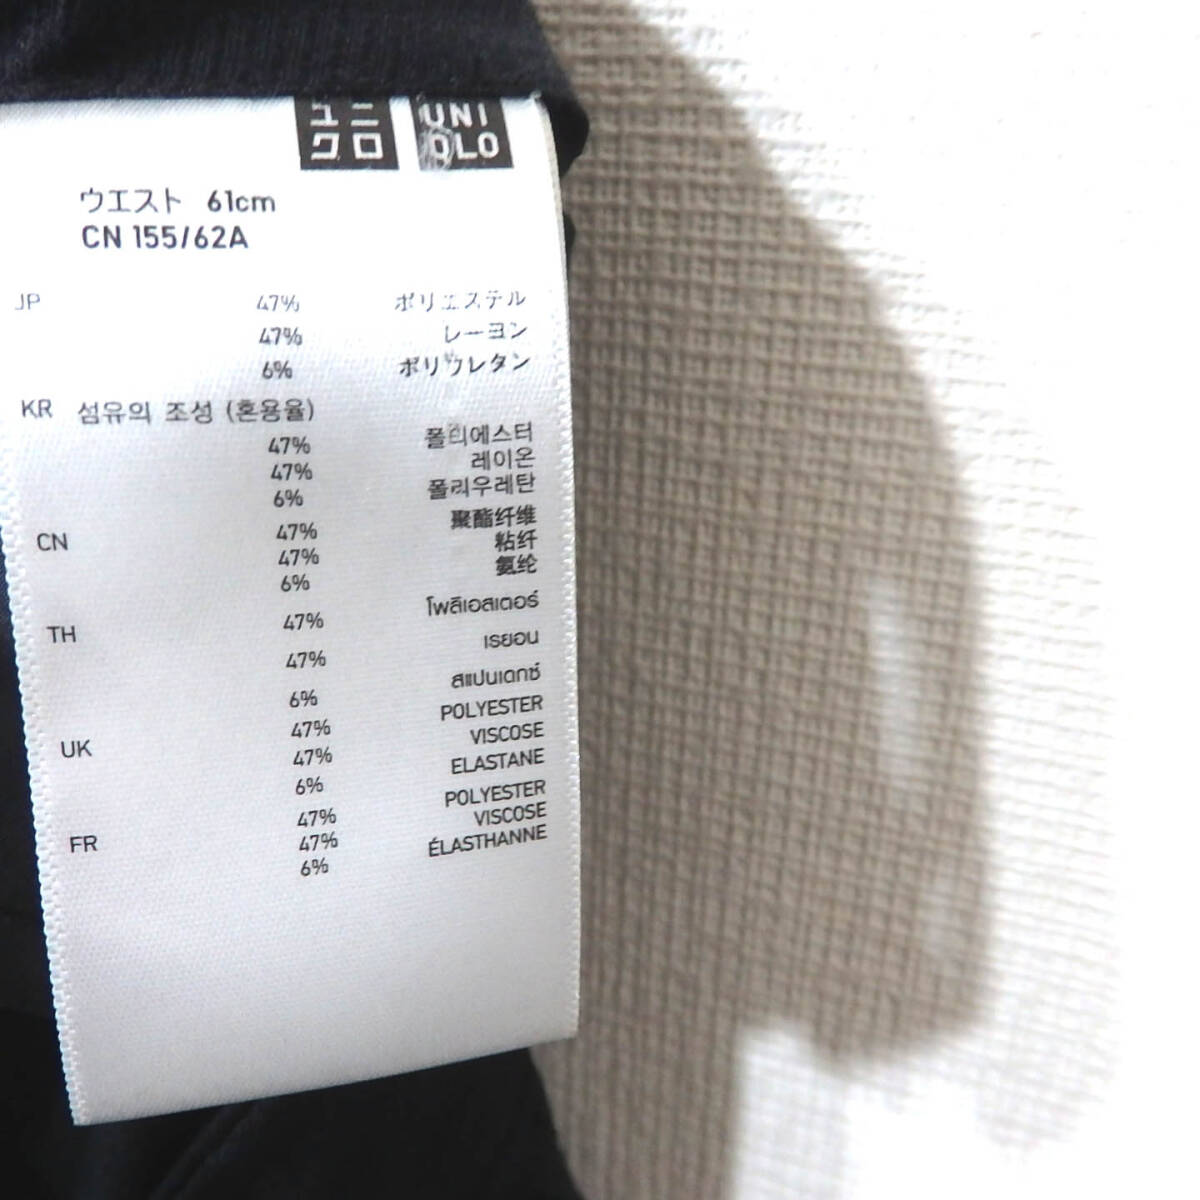 ユニ UNI
クロ QLO
ウエスト 61cm
CN 155/62A
JP 47% ポリエステル
47% レーヨン
6% ポリウレタン
KR 섬유의 조성 (혼용율)
47% 폴리에스터
47% 레이온
6% 폴리우레탄
CN 47% 聚酯纤维
47% 粘纤
6% 氨纶
TH 47% โพลิเอสเตอร์
47% เรยอน
6% สแปนเดกซ์
UK 47% POLYESTER
47% VISCOSE
6% ELASTANE
FR 47% POLYESTER
47% VISCOSE
6% ÉLASTHANNE